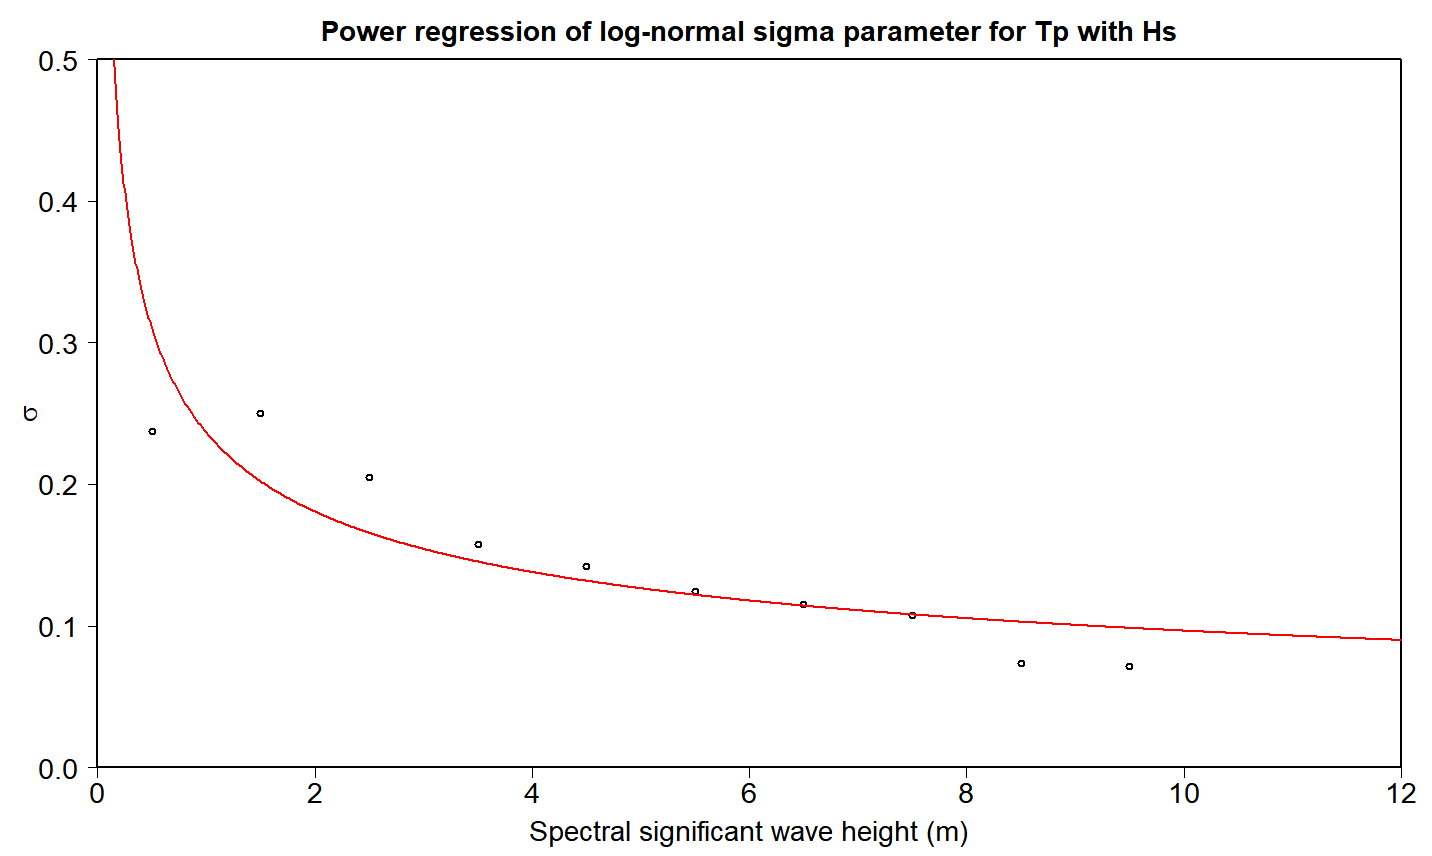 Power regression of log-normal sigma parameter for Tp with Hs
0.5
0.4
0.3
σ
0.2
0.1
0.0
0 2 4 6 8 10 12
Spectral significant wave height (m)